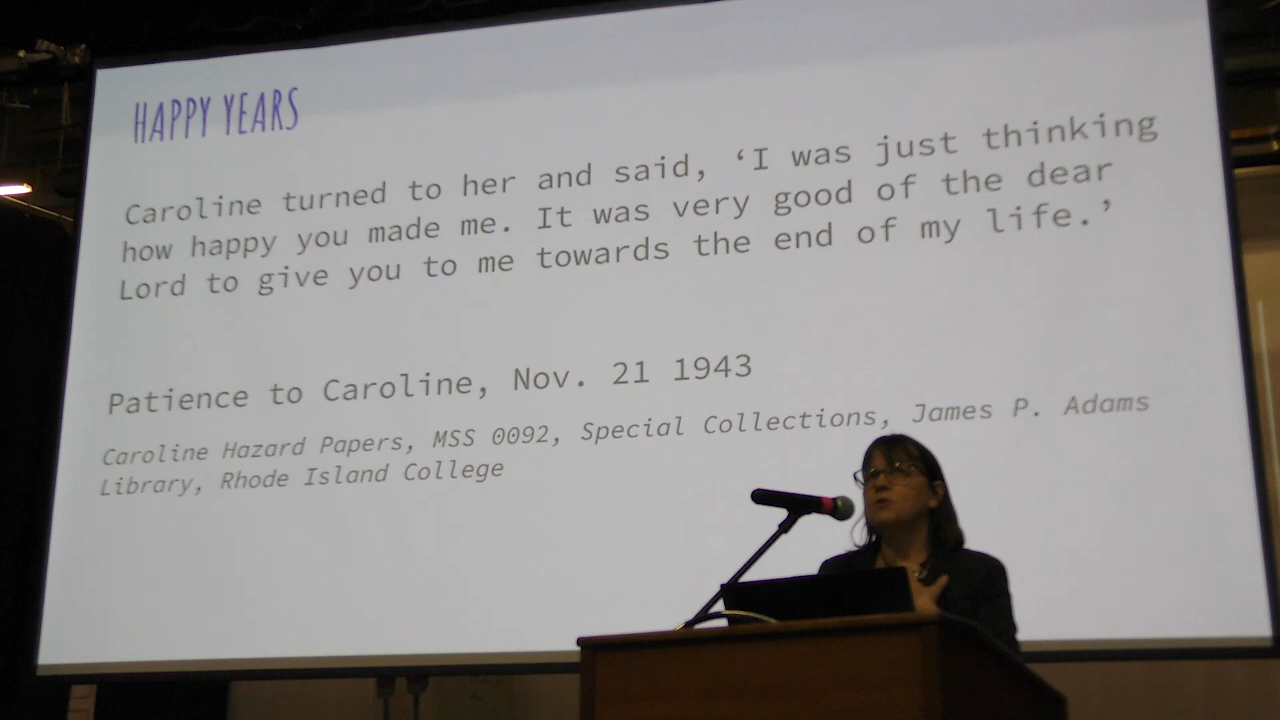 HAPPY YEARS
Caroline turned to her and said, ‘I was just thinking
how happy you made me. It was very good of the dear
Lord to give you to me towards the end of my life.’
Patience to Caroline, Nov. 21 1943
Caroline Hazard Papers, MSS 0092, Special Collections, James P. Adams
Library, Rhode Island College